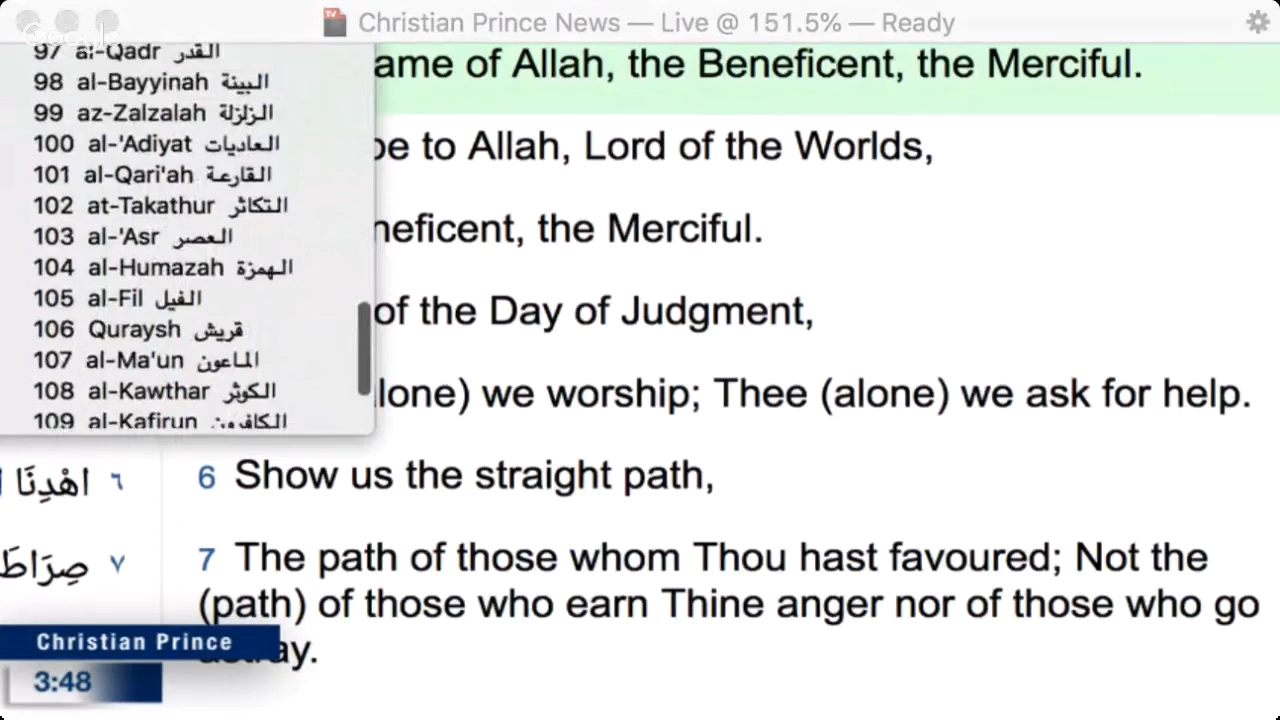 Christian Prince News — Live @ 151.5% — Ready
97 al-Qadr القدر
98 al-Bayyinah البينة
99 az-Zalzalah الزلزلة
100 al-'Adiyat العاديات
101 al-Qari'ah القارعة
102 at-Takathur التكاثر
103 al-'Asr العصر
104 al-Humazah الهمزة
105 al-Fil الفيل
106 Quraysh قريش
107 al-Ma'un الماعون
108 al-Kawthar الكوثر
109 al-Kafirun الكافرون
ame of Allah, the Beneficent, the Merciful.
be to Allah, Lord of the Worlds,
neficent, the Merciful.
of the Day of Judgment,
lone) we worship; Thee (alone) we ask for help.
٦ اهْدِنَا
6 Show us the straight path,
٧ صِرَاطَ
7 The path of those whom Thou hast favoured; Not the
(path) of those who earn Thine anger nor of those who go
astray.
Christian Prince
3:48